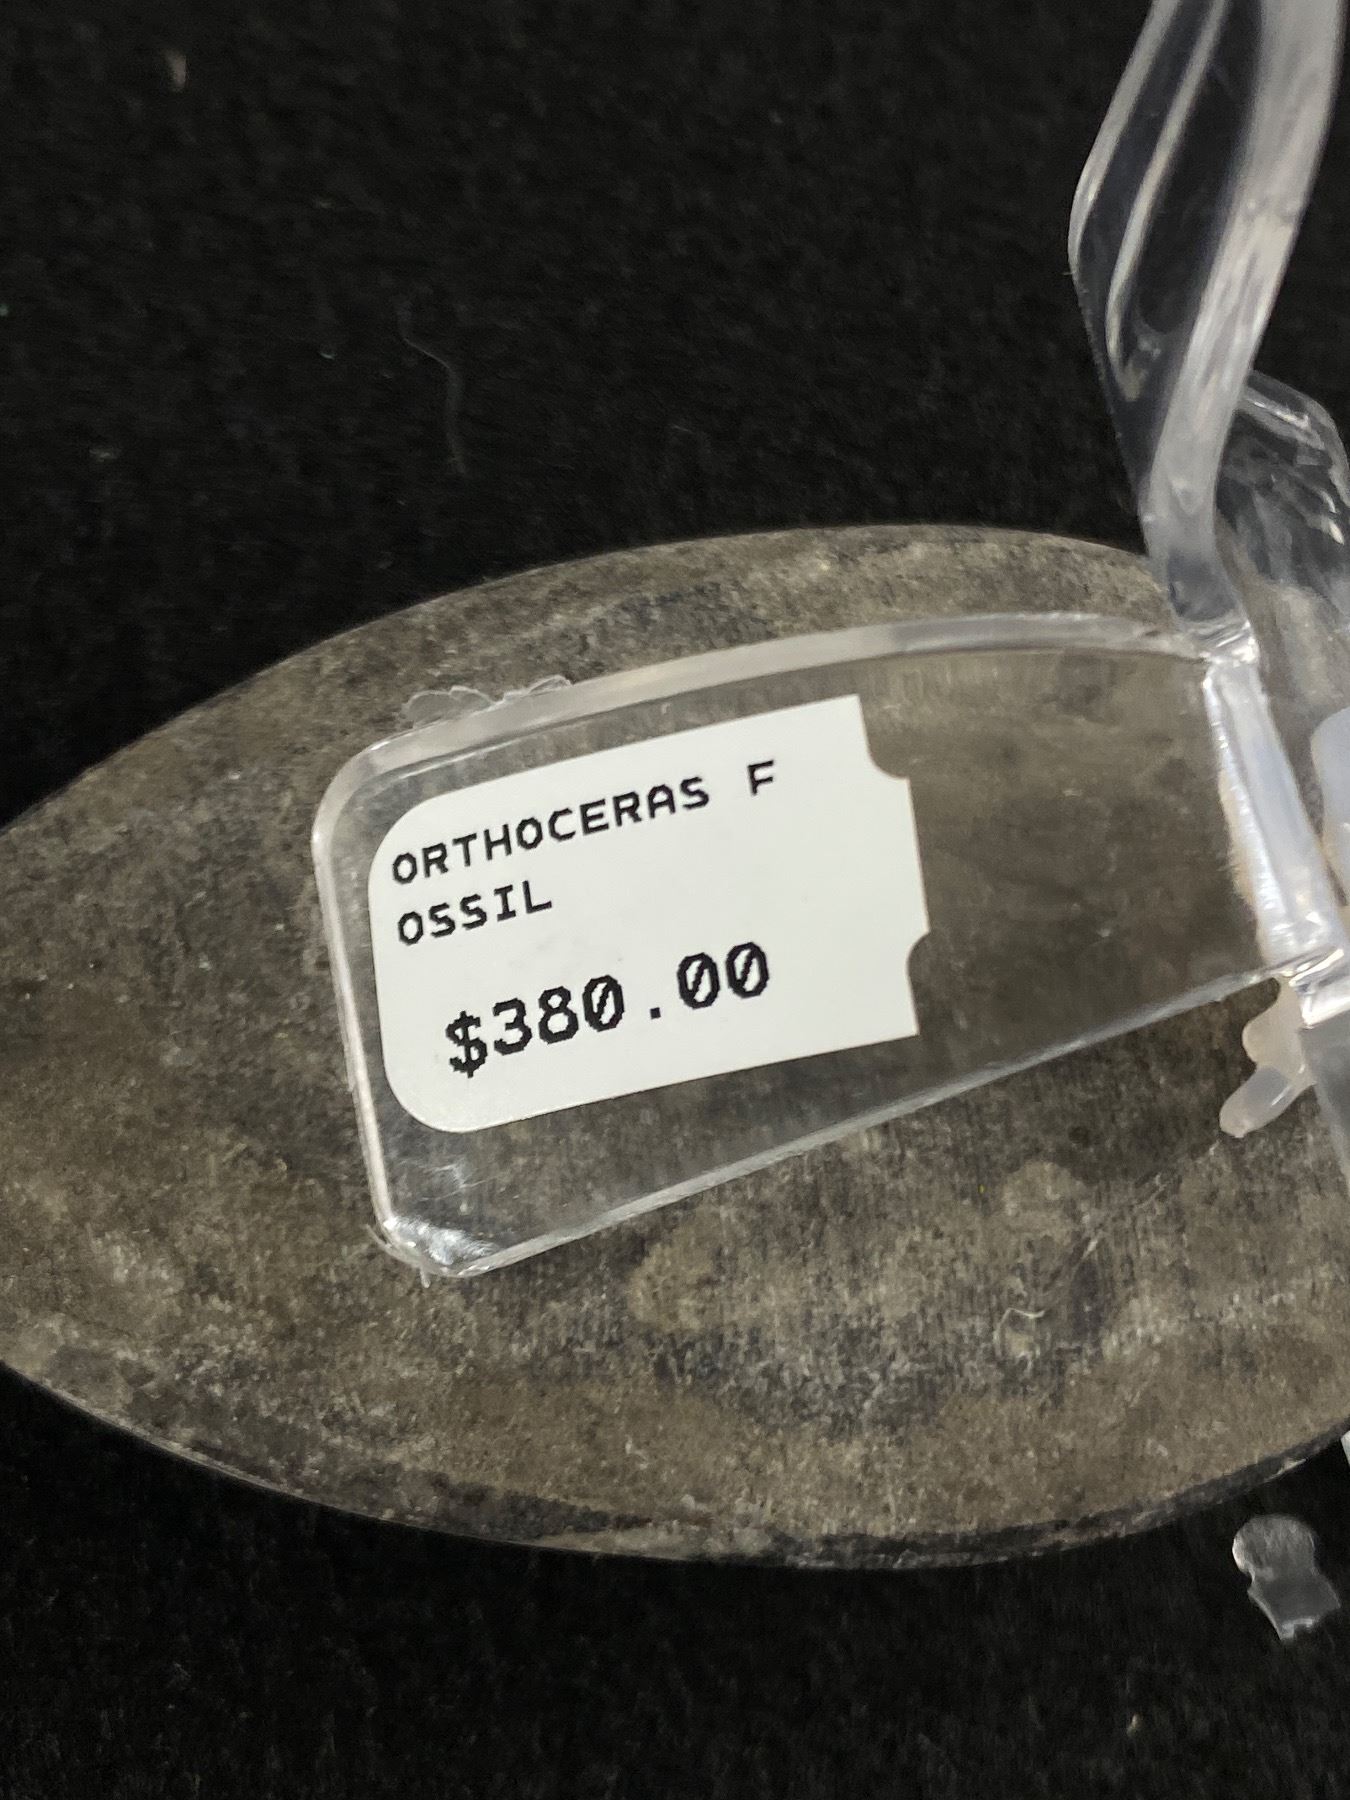 ORTHOCERAS F
OSSIL
$380.00